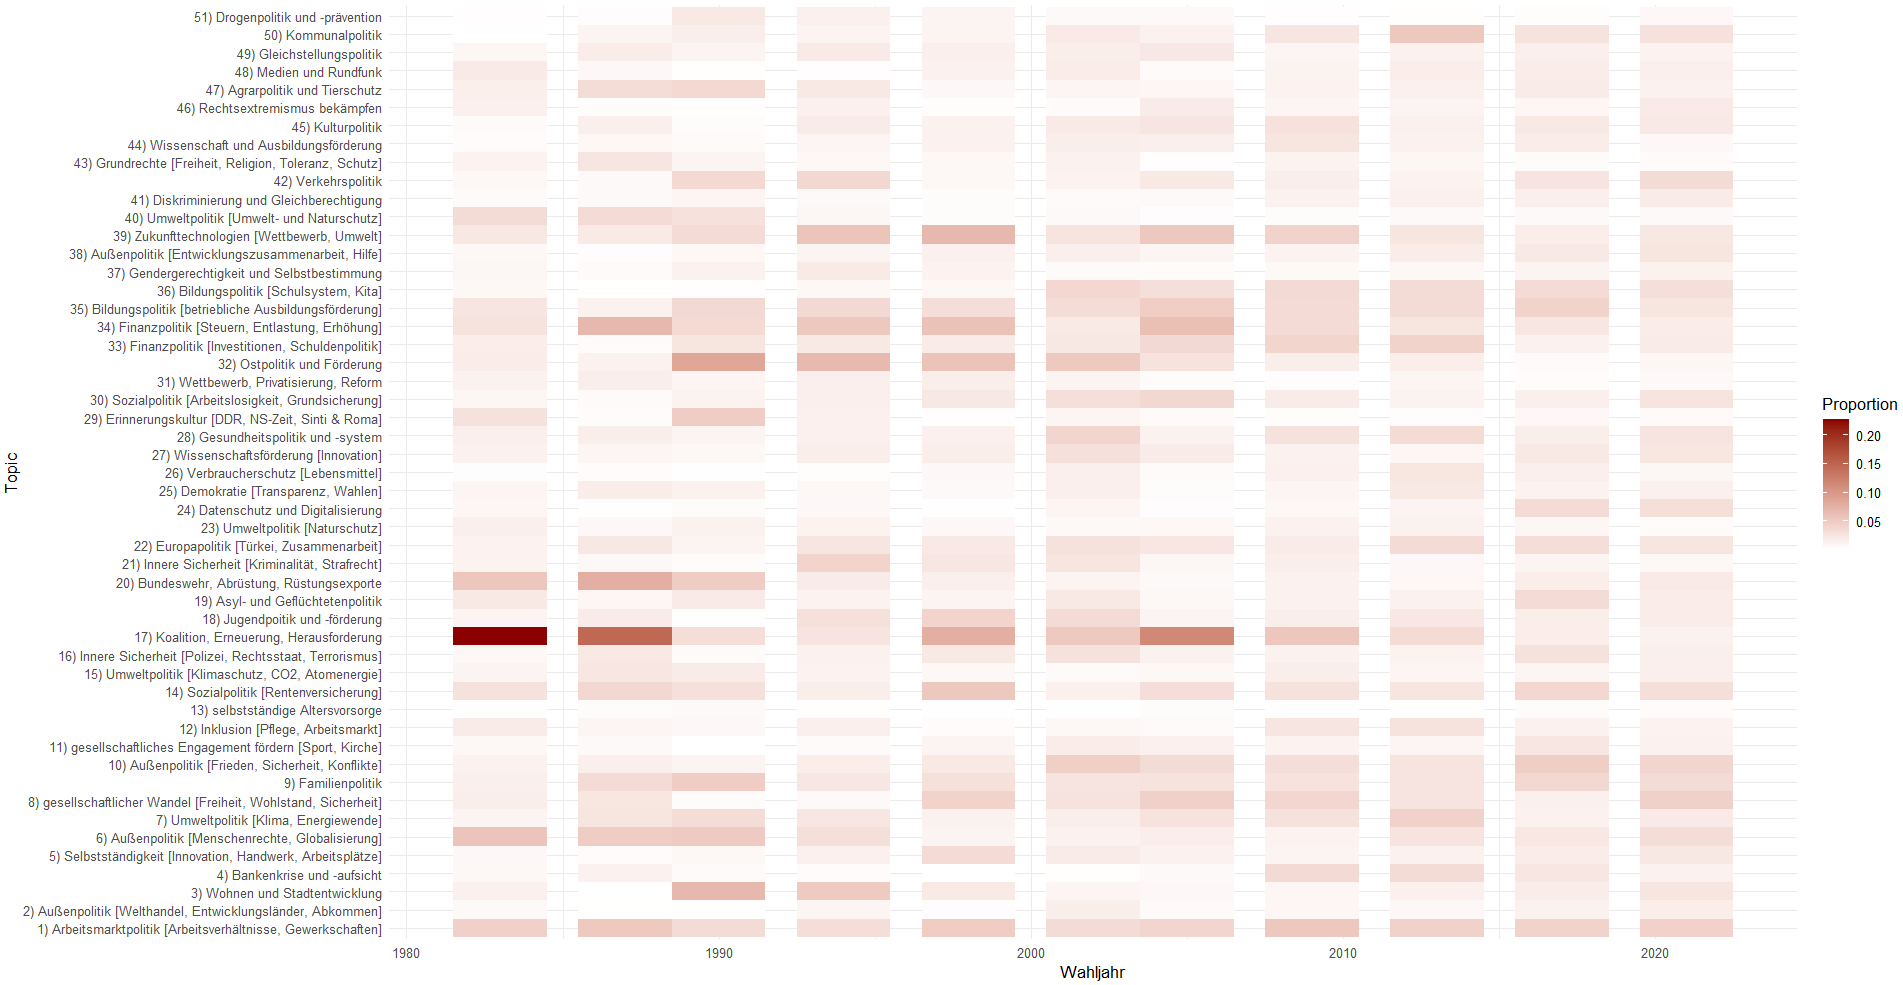 51) Drogenpolitik und -prävention
50) Kommunalpolitik
49) Gleichstellungspolitik
48) Medien und Rundfunk
47) Agrarpolitik und Tierschutz
46) Rechtsextremismus bekämpfen
45) Kulturpolitik
44) Wissenschaft und Ausbildungsförderung
43) Grundrechte [Freiheit, Religion, Toleranz, Schutz]
42) Verkehrspolitik
41) Diskriminierung und Gleichberechtigung
40) Umweltpolitik [Umwelt- und Naturschutz]
39) Zukunfttechnologien [Wettbewerb, Umwelt]
38) Außenpolitik [Entwicklungszusammenarbeit, Hilfe]
37) Gendergerechtigkeit und Selbstbestimmung
36) Bildungspolitik [Schulsystem, Kita]
35) Bildungspolitik [betriebliche Ausbildungsförderung]
34) Finanzpolitik [Steuern, Entlastung, Erhöhung]
33) Finanzpolitik [Investitionen, Schuldenpolitik]
32) Ostpolitik und Förderung
31) Wettbewerb, Privatisierung, Reform
30) Sozialpolitik [Arbeitslosigkeit, Grundsicherung]
29) Erinnerungskultur [DDR, NS-Zeit, Sinti & Roma]
28) Gesundheitspolitik und -system
27) Wissenschaftsförderung [Innovation]
26) Verbraucherschutz [Lebensmittel]
25) Demokratie [Transparenz, Wahlen]
24) Datenschutz und Digitalisierung
23) Umweltpolitik [Naturschutz]
22) Europapolitik [Türkei, Zusammenarbeit]
21) Innere Sicherheit [Kriminalität, Strafrecht]
20) Bundeswehr, Abrüstung, Rüstungsexporte
19) Asyl- und Geflüchtetenpolitik
18) Jugendpoitik und -förderung
17) Koalition, Erneuerung, Herausforderung
16) Innere Sicherheit [Polizei, Rechtsstaat, Terrorismus]
15) Umweltpolitik [Klimaschutz, CO2, Atomenergie]
14) Sozialpolitik [Rentenversicherung]
13) selbstständige Altersvorsorge
12) Inklusion [Pflege, Arbeitsmarkt]
11) gesellschaftliches Engagement fördern [Sport, Kirche]
10) Außenpolitik [Frieden, Sicherheit, Konflikte]
9) Familienpolitik
8) gesellschaftlicher Wandel [Freiheit, Wohlstand, Sicherheit]
7) Umweltpolitik [Klima, Energiewende]
6) Außenpolitik [Menschenrechte, Globalisierung]
5) Selbstständigkeit [Innovation, Handwerk, Arbeitsplätze]
4) Bankenkrise und -aufsicht
3) Wohnen und Stadtentwicklung
2) Außenpolitik [Welthandel, Entwicklungsländer, Abkommen]
1) Arbeitsmarktpolitik [Arbeitsverhältnisse, Gewerkschaften]
Topic
1980 1990 2000 2010 2020
Wahljahr
Proportion
0.20
0.15
0.10
0.05